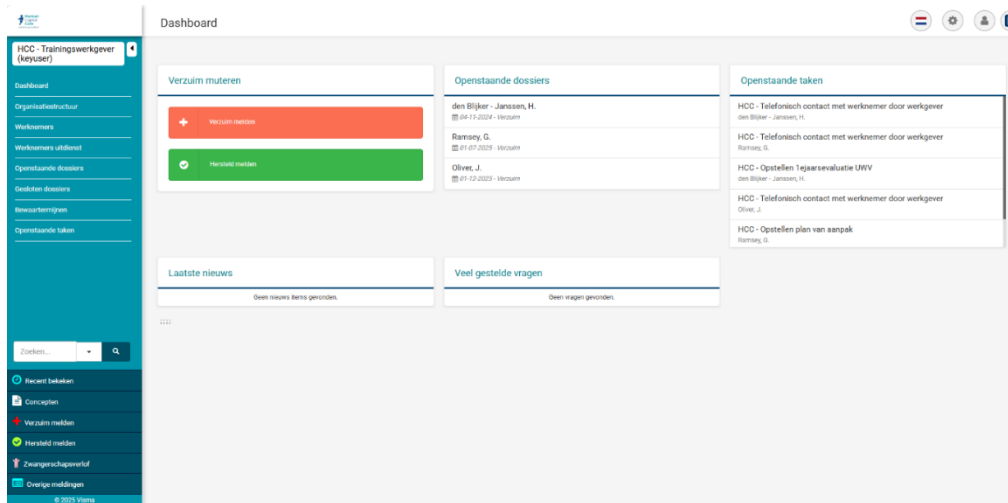 Dashboard
HCC - Trainingswerkgever
(keyuser)
Dashboard
Organisatiestructuur
Werknemers
Werknemers uitdienst
Openstaande dossiers
Gesloten dossiers
Bewaartermijnen
Openstaande taken
Zoeken...
Recent bekeken
Concepten
Verzuim melden
Hersteld melden
Zwangerschapsverlof
Overige meldingen
© 2025 Visma
Verzuim muteren
Verzuim melden
Hersteld melden
Openstaande dossiers
den Blijker - Janssen, H.
04-11-2024 - Verzuim
Ramsey, G.
01-07-2025 - Verzuim
Oliver, J.
01-12-2025 - Verzuim
Openstaande taken
HCC - Telefonisch contact met werknemer door werkgever
den Blijker - Janssen, H.
HCC - Telefonisch contact met werknemer door werkgever
Ramsey, G.
HCC - Opstellen 1ejaarsevaluatie UWV
den Blijker - Janssen, H.
HCC - Telefonisch contact met werknemer door werkgever
Oliver, J.
HCC - Opstellen plan van aanpak
Ramsey, G.
Laatste nieuws
Geen nieuws items gevonden.
Veel gestelde vragen
Geen vragen gevonden.